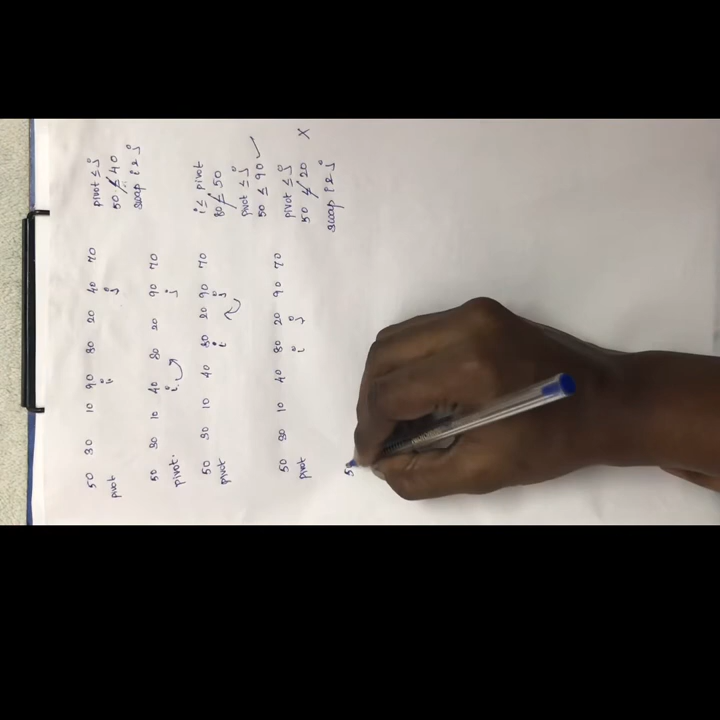 50 30 10 90 80 20 40 70 pivot ≤ j
pivot i j 50 ≰ 40
swap i & j
50 30 10 40 80 20 90 70
pivot. i j
i ≤ pivot
50 30 10 40 80 20 90 70 80 ≰ 50
pivot i j
pivot ≤ j
50 ≤ 90 ✓
50 30 10 40 80 20 90 70 pivot ≤ j
pivot i j 50 ≰ 20 X
swap i & j